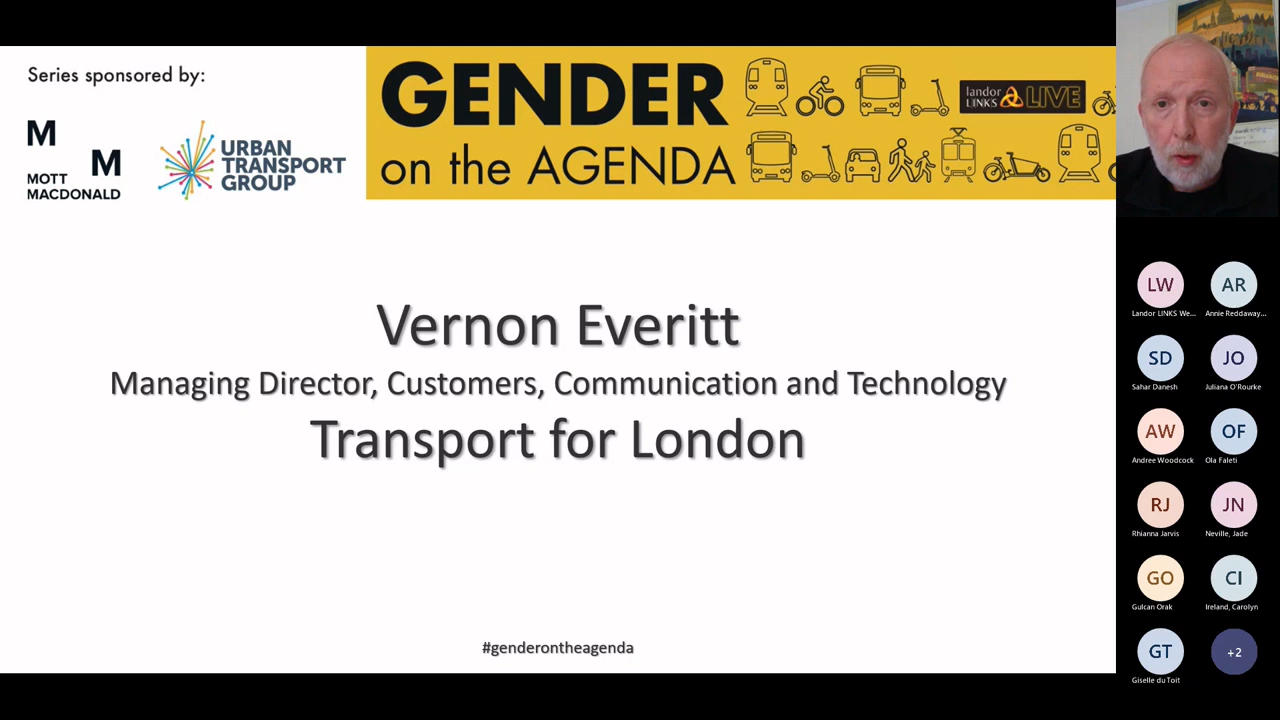 Series sponsored by:
M
M
MOTT
MACDONALD
URBAN
TRANSPORT
GROUP
GENDER
on the AGENDA
landor
LINKS
LIVE
Vernon Everitt
Managing Director, Customers, Communication and Technology
Transport for London
#genderontheagenda
LW
AR
Landor LINKS We...
Annie Reddaway...
SD
JO
Sahar Danesh
Juliana O'Rourke
AW
OF
Andree Woodcock
Ola Faleti
RJ
JN
Rhianna Jarvis
Neville, Jade
GO
CI
Gulcan Orak
Ireland, Carolyn
GT
+2
Giselle du Toit